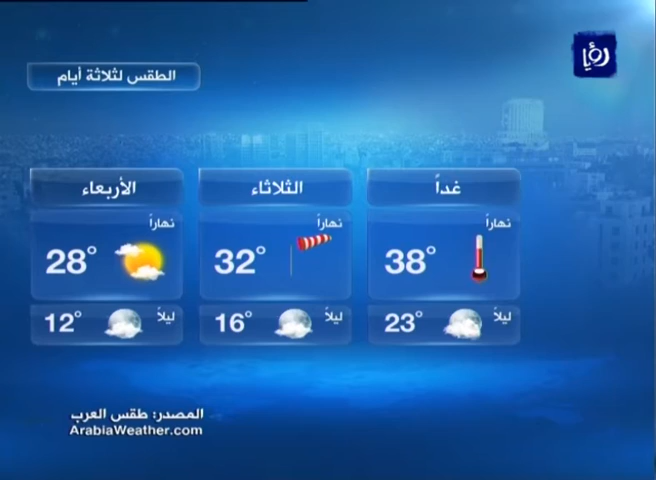 رؤيا
الطقس لثلاثة أيام
غداً
نهاراً
38°
ليلاً
23°
الثلاثاء
نهاراً
32°
ليلاً
16°
الأربعاء
نهاراً
28°
ليلاً
12°
المصدر: طقس العرب
ArabiaWeather.com